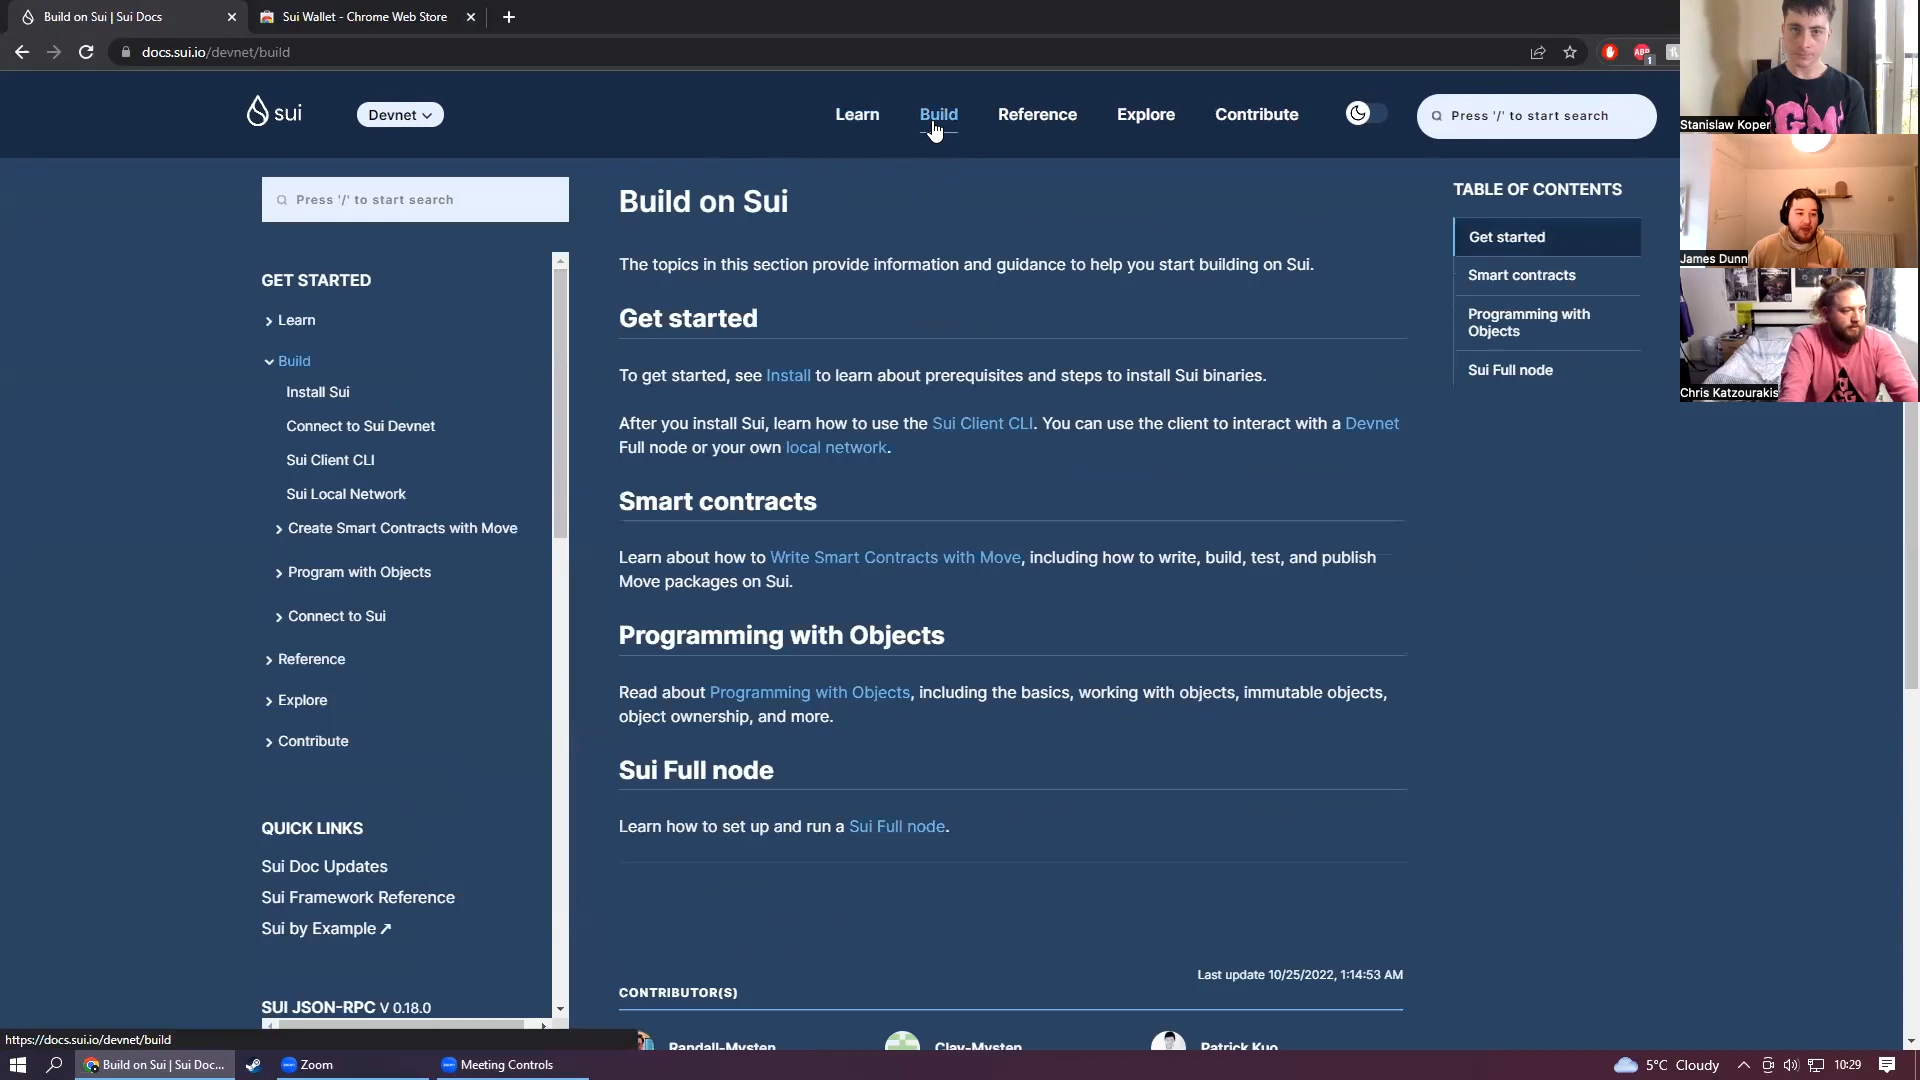 Build on Sui | Sui Docs
Sui Wallet - Chrome Web Store
docs.sui.io/devnet/build
ABP
1
sui
Devnet
Learn
Build
Reference
Explore
Contribute
Press '/' to start search
Stanislaw Koper
James Dunn
Chris Katzourakis
Press '/' to start search
GET STARTED
Learn
Build
Install Sui
Connect to Sui Devnet
Sui Client CLI
Sui Local Network
Create Smart Contracts with Move
Program with Objects
Connect to Sui
Reference
Explore
Contribute
QUICK LINKS
Sui Doc Updates
Sui Framework Reference
Sui by Example ↗
SUI JSON-RPC V 0.18.0
Build on Sui
The topics in this section provide information and guidance to help you start building on Sui.
Get started
To get started, see Install to learn about prerequisites and steps to install Sui binaries.
After you install Sui, learn how to use the Sui Client CLI. You can use the client to interact with a Devnet
Full node or your own local network.
Smart contracts
Learn about how to Write Smart Contracts with Move, including how to write, build, test, and publish
Move packages on Sui.
Programming with Objects
Read about Programming with Objects, including the basics, working with objects, immutable objects,
object ownership, and more.
Sui Full node
Learn how to set up and run a Sui Full node.
Last update 10/25/2022, 1:14:53 AM
CONTRIBUTOR(S)
Randall-Mysten
Clay-Mysten
Patrick Kuo
TABLE OF CONTENTS
Get started
Smart contracts
Programming with
Objects
Sui Full node
https://docs.sui.io/devnet/build
Build on Sui | Sui Doc...
Zoom
Meeting Controls
5°C Cloudy
10:29